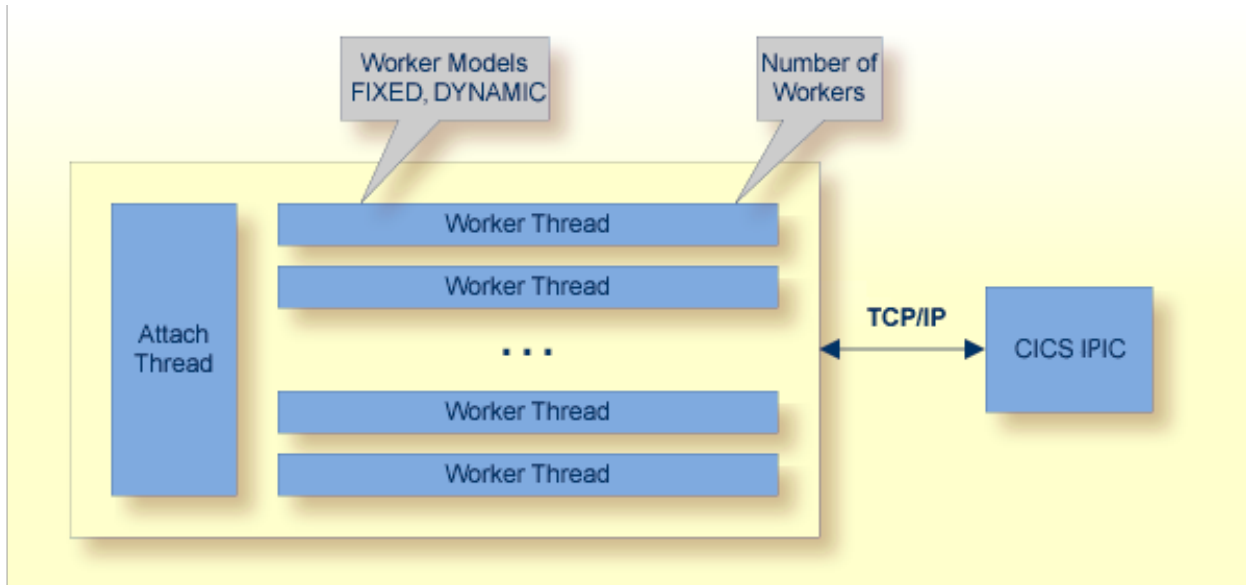 Worker Models
FIXED, DYNAMIC
Number of
Workers
Attach
Thread
Worker Thread
Worker Thread
. . .
Worker Thread
Worker Thread
TCP/IP
CICS IPIC